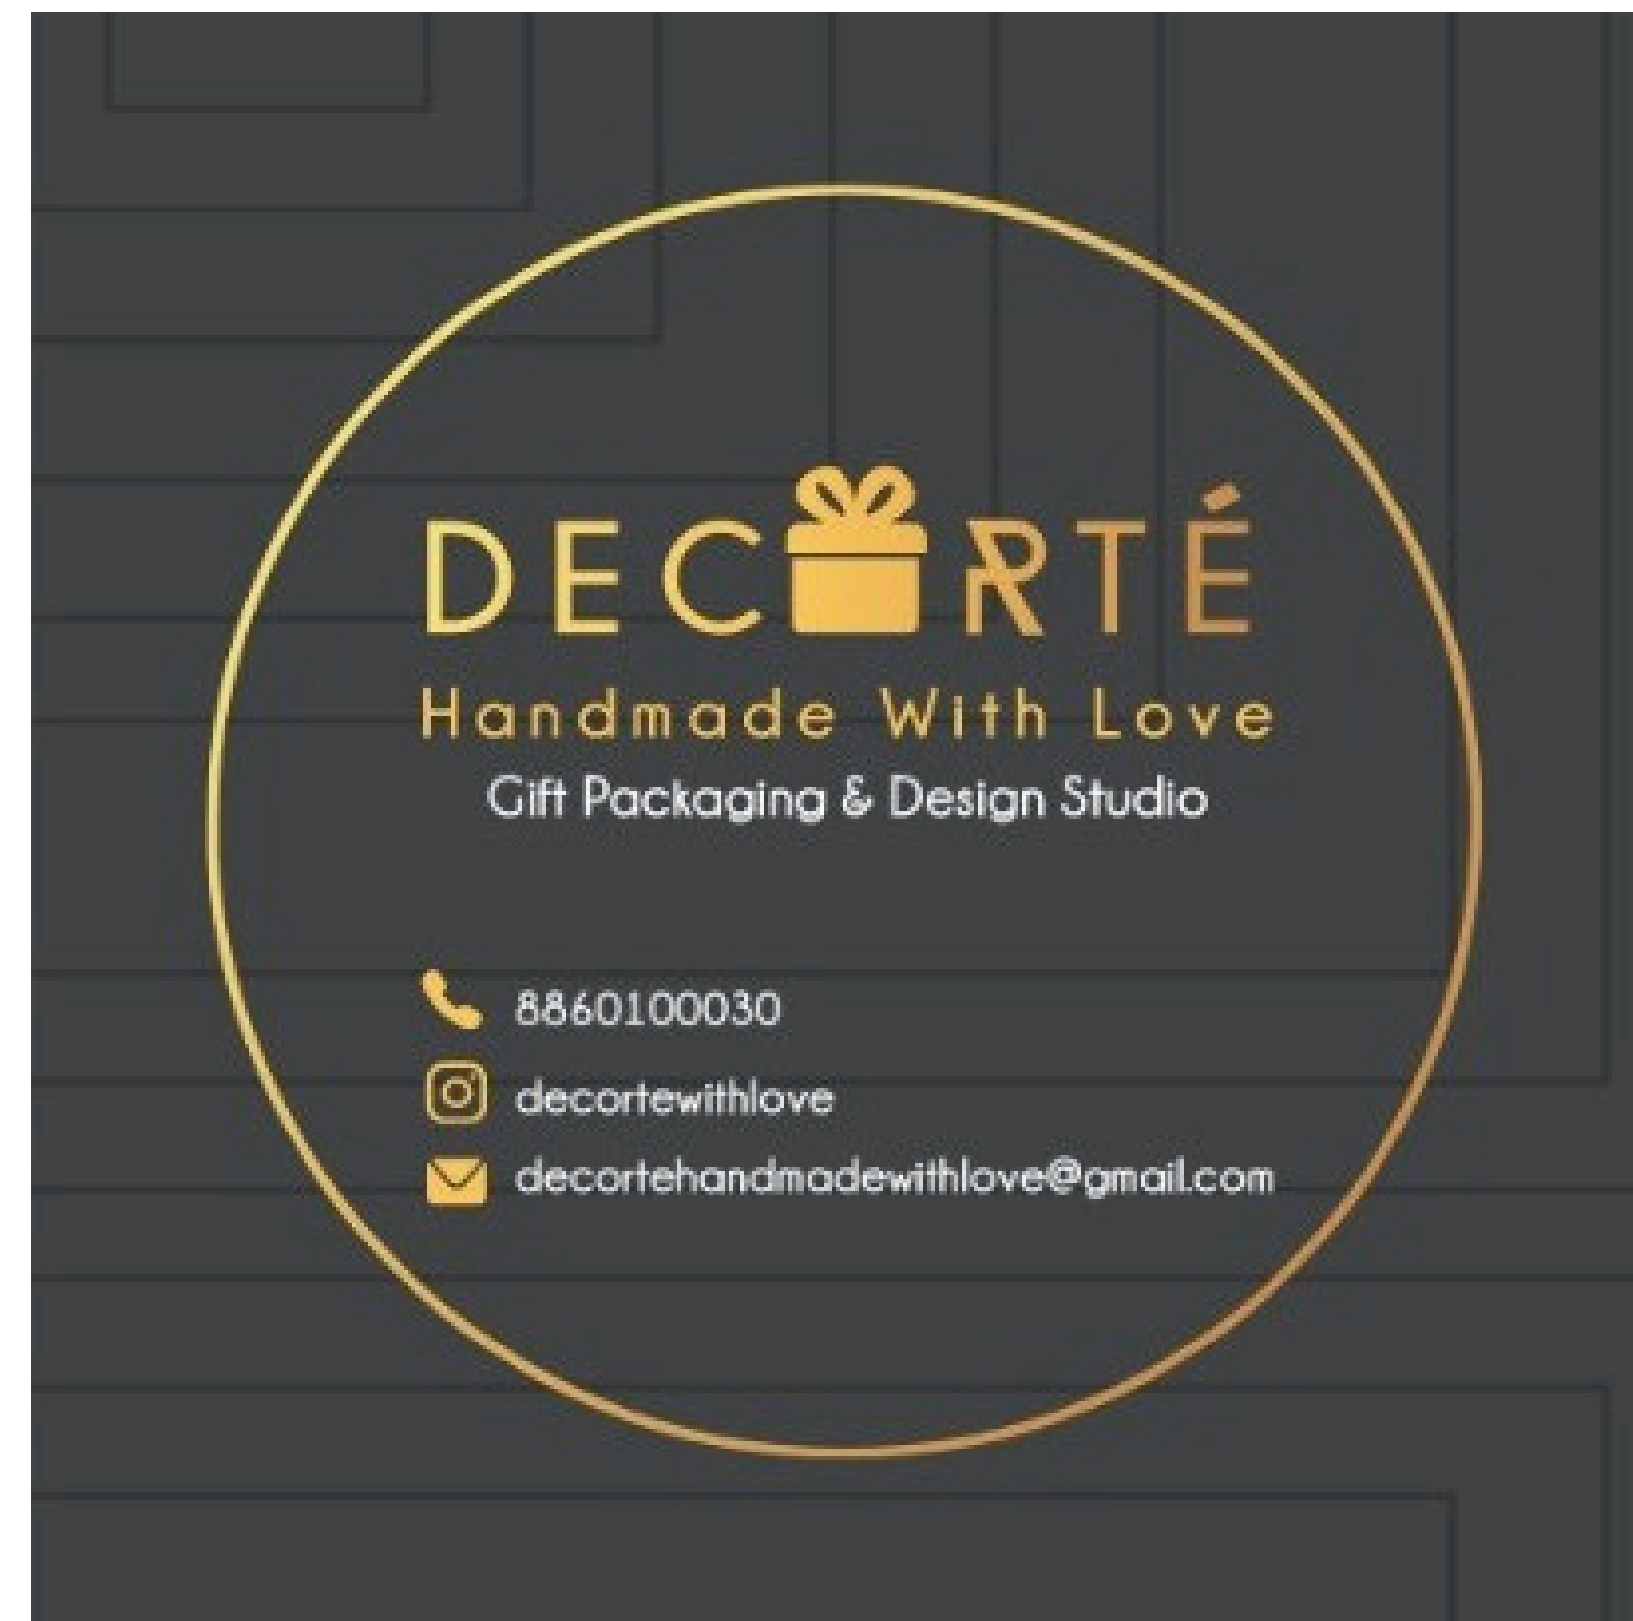 DECORTÉ
Handmade With Love
Gift Packaging & Design Studio
8860100030
decortewithlove
decortehandmadewithlove@gmail.com